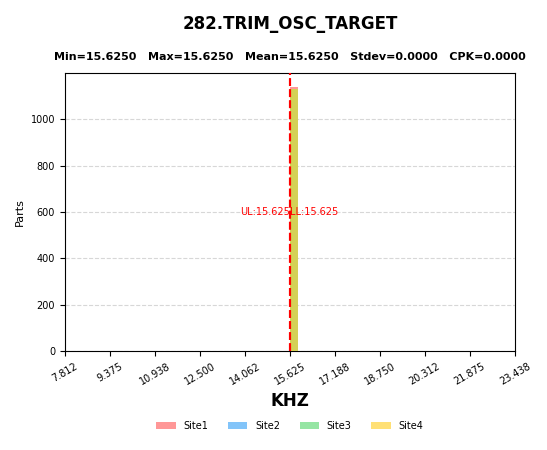 282.TRIM_OSC_TARGET
Min=15.6250 Max=15.6250 Mean=15.6250 Stdev=0.0000 CPK=0.0000
Parts
1000
800
600
400
200
0
UL:15.625
LL:15.625
7.812 9.375 10.938 12.500 14.062 15.625 17.188 18.750 20.312 21.875 23.438
KHZ
Site1 Site2 Site3 Site4